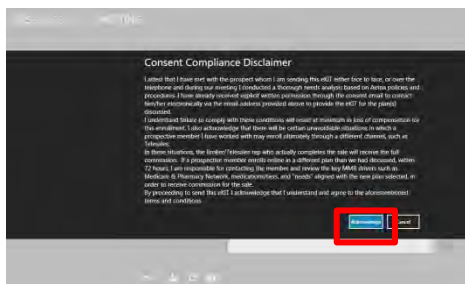 Consent Compliance Disclaimer
I attest that I have met with the prospect whom I am sending this eKIT either face to face, or over the
telephone and during our meeting I conducted a thorough needs analysis based on Aetna policies and
procedures. I have already received explicit written permission through the consent email to contact
him/her electronically via the email address provided above to provide the eKIT for the plan(s)
discussed.
I understand failure to comply with these conditions will result at minimum in loss of compensation for
this enrollment. I also acknowledge that there will be certain unavoidable situations in which a
prospective member I have worked with may enroll ultimately through a different channel, such as
Telesales.
In these situations, the broker/Telesales rep who actually completes the sale will receive the full
commission. If a prospective member enrolls online in a different plan than we had discussed, within
72 hours, I am responsible for contacting the member and review the key MMR drivers such as
Medicare & Pharmacy Network, medications/tiers, and "needs" aligned with the new plan selected, in
order to receive commission for the sale.
By proceeding to send this eKIT I acknowledge that I understand and agree to the aforementioned
terms and conditions.
Acknowledge Cancel